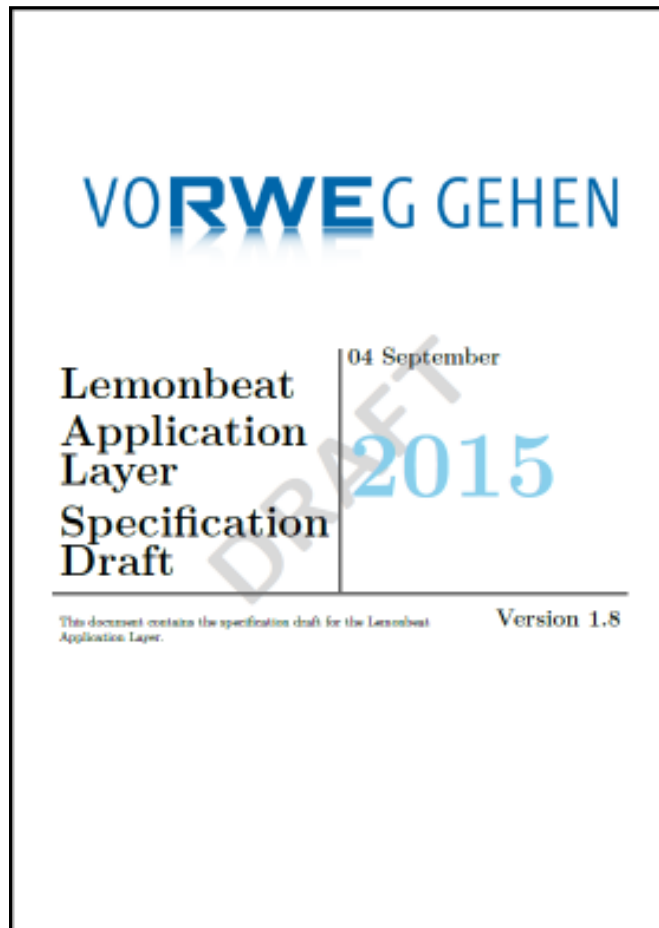 VORWEG GEHEN
Lemonbeat
Application
Layer
Specification
Draft
04 September
2015
DRAFT
This document contains the specification draft for the Lemonbeat
Application Layer.
Version 1.8